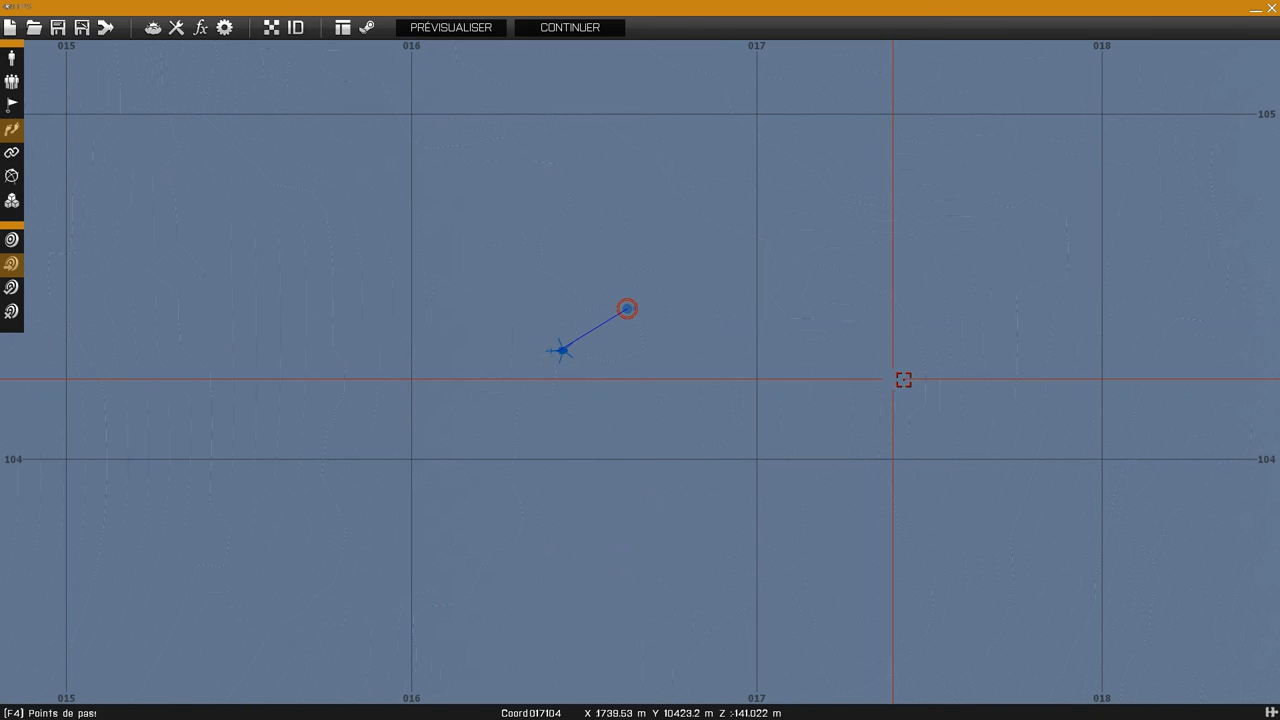 ID PRÉVISUALISER CONTINUER
015 016 017 018
105
104 104
015 016 017 018
(F4) Points de pas Coord 017104 X 1739.53 m Y 10423.2 m Z -141.022 m